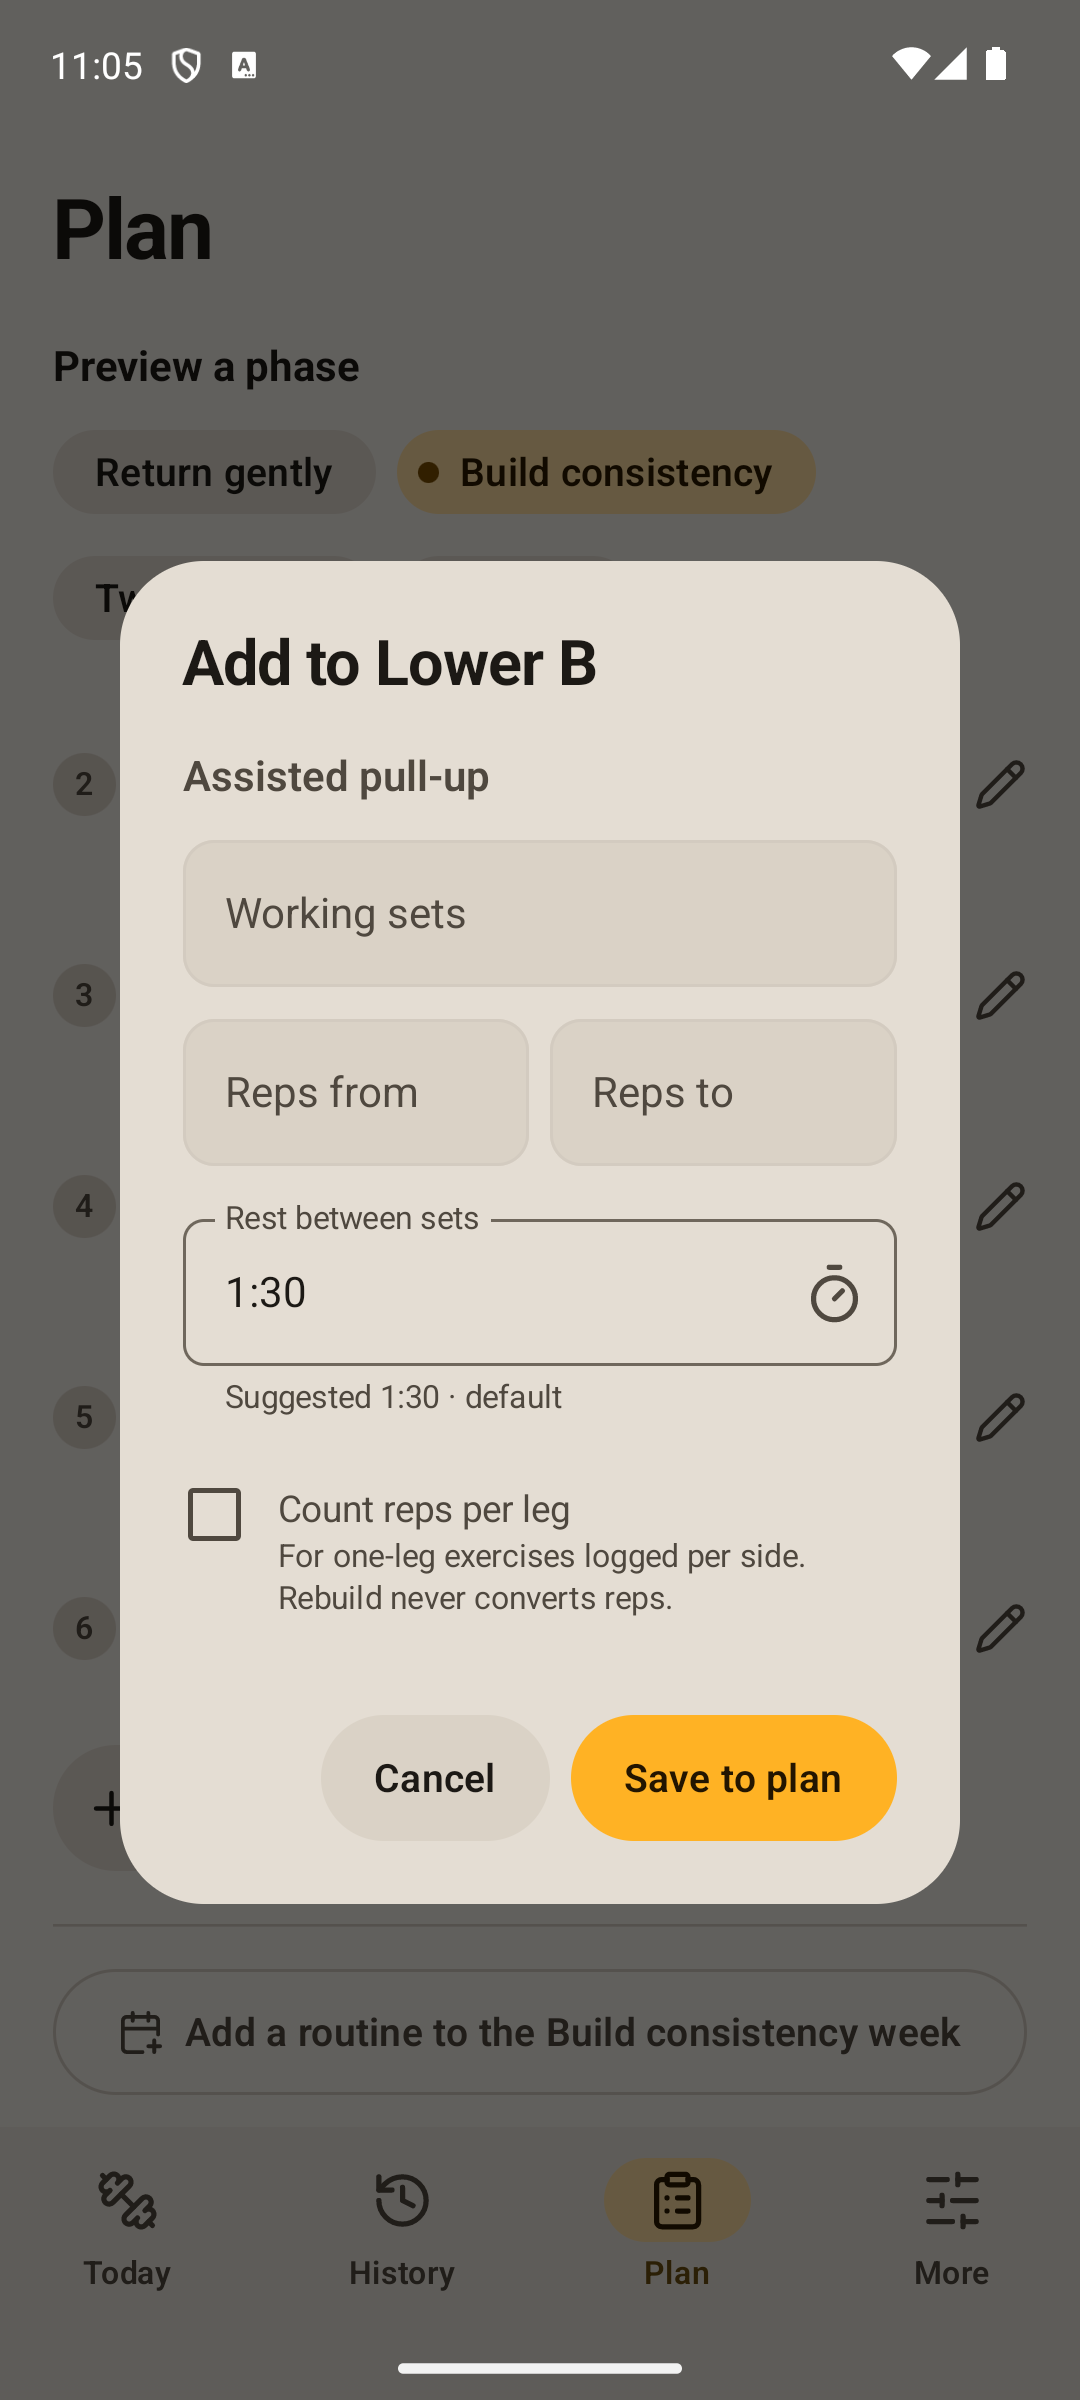 11:05
Plan
Preview a phase
Return gently
Build consistency
Tw
Add to Lower B
Assisted pull-up
2
Working sets
3
Reps from
Reps to
4
Rest between sets
1:30
Suggested 1:30 · default
5
Count reps per leg
For one-leg exercises logged per side.
Rebuild never converts reps.
6
Cancel
Save to plan
Add a routine to the Build consistency week
Today
History
Plan
More